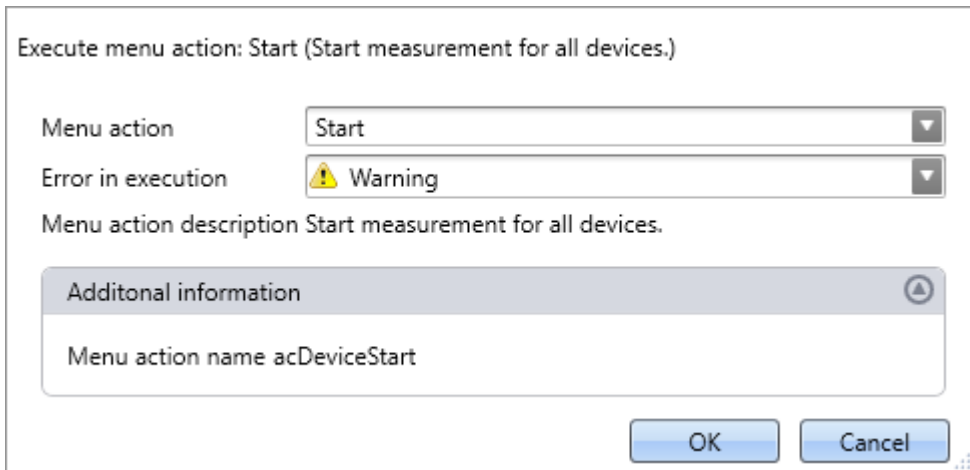 Execute menu action: Start (Start measurement for all devices.)
Menu action Start
Error in execution Warning
Menu action description Start measurement for all devices.
Additonal information
Menu action name acDeviceStart
OK Cancel